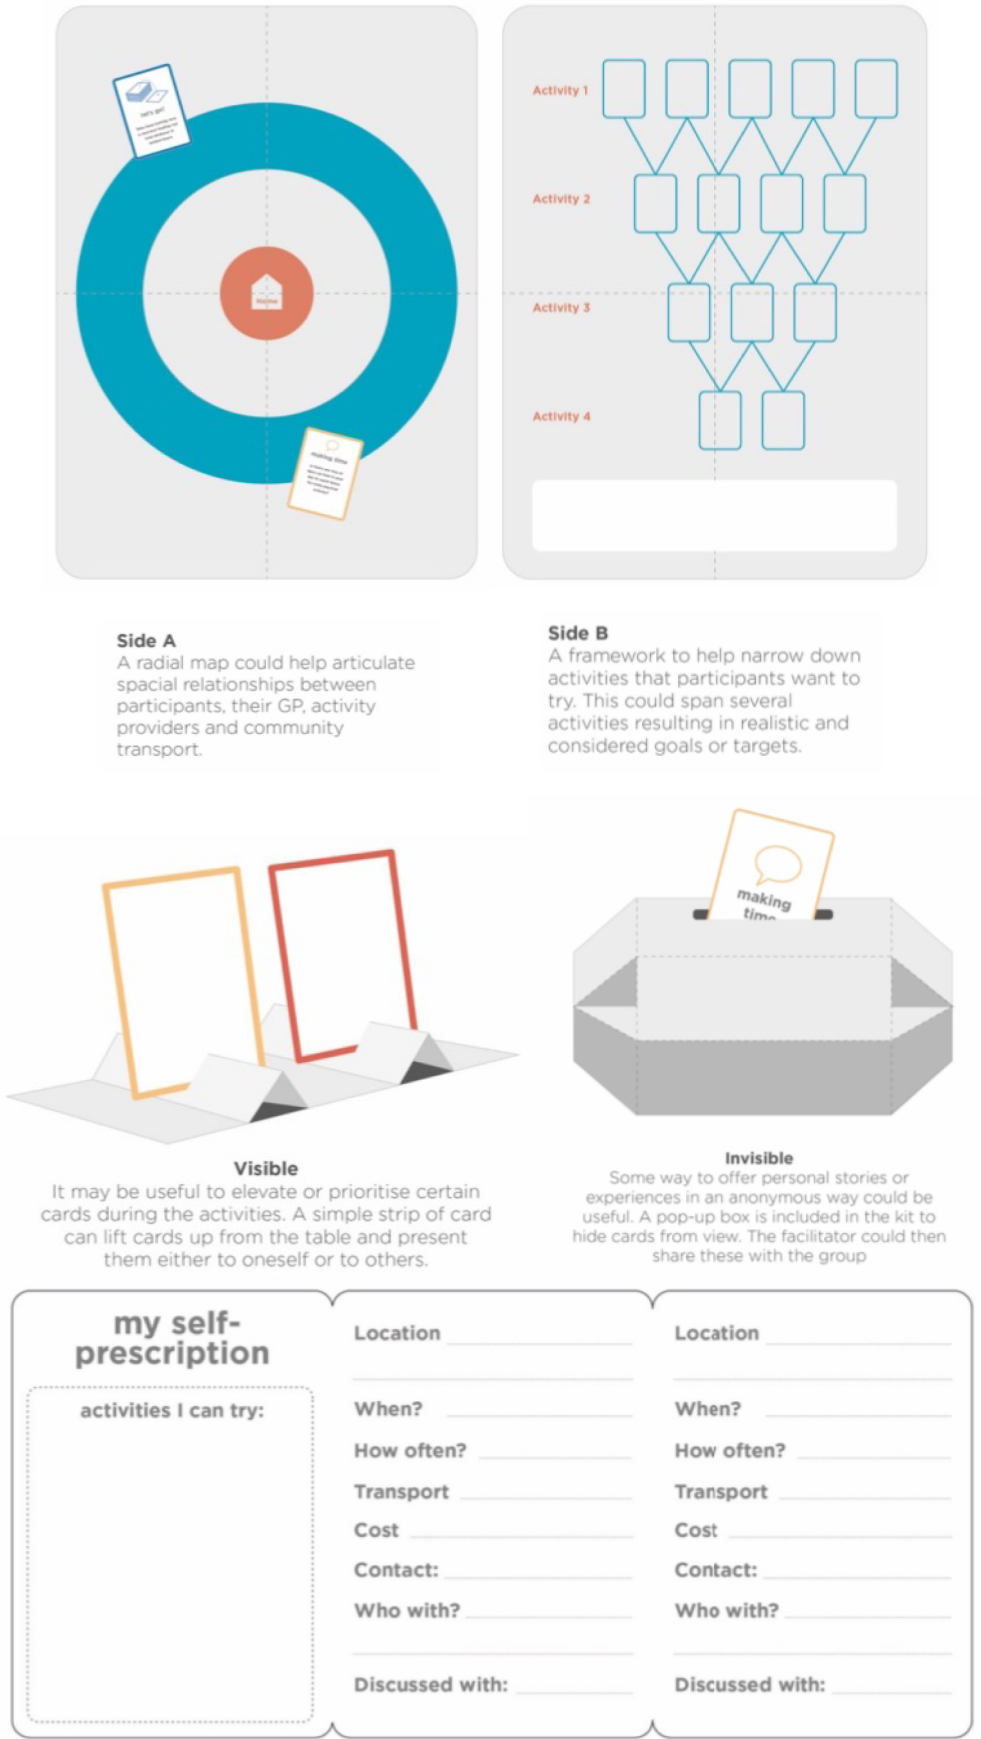 let's go!
Home
making time
Activity 1
Activity 2
Activity 3
Activity 4
Side A
A radial map could help articulate
spacial relationships between
participants, their GP, activity
providers and community
transport.
Side B
A framework to help narrow down
activities that participants want to
try. This could span several
activities resulting in realistic and
considered goals or targets.
making
time
Visible
It may be useful to elevate or prioritise certain
cards during the activities. A simple strip of card
can lift cards up from the table and present
them either to oneself or to others.
Invisible
Some way to offer personal stories or
experiences in an anonymous way could be
useful. A pop-up box is included in the kit to
hide cards from view. The facilitator could then
share these with the group
my self-
prescription
activities I can try:
Location
When?
How often?
Transport
Cost
Contact:
Who with?
Discussed with:
Location
When?
How often?
Transport
Cost
Contact:
Who with?
Discussed with: